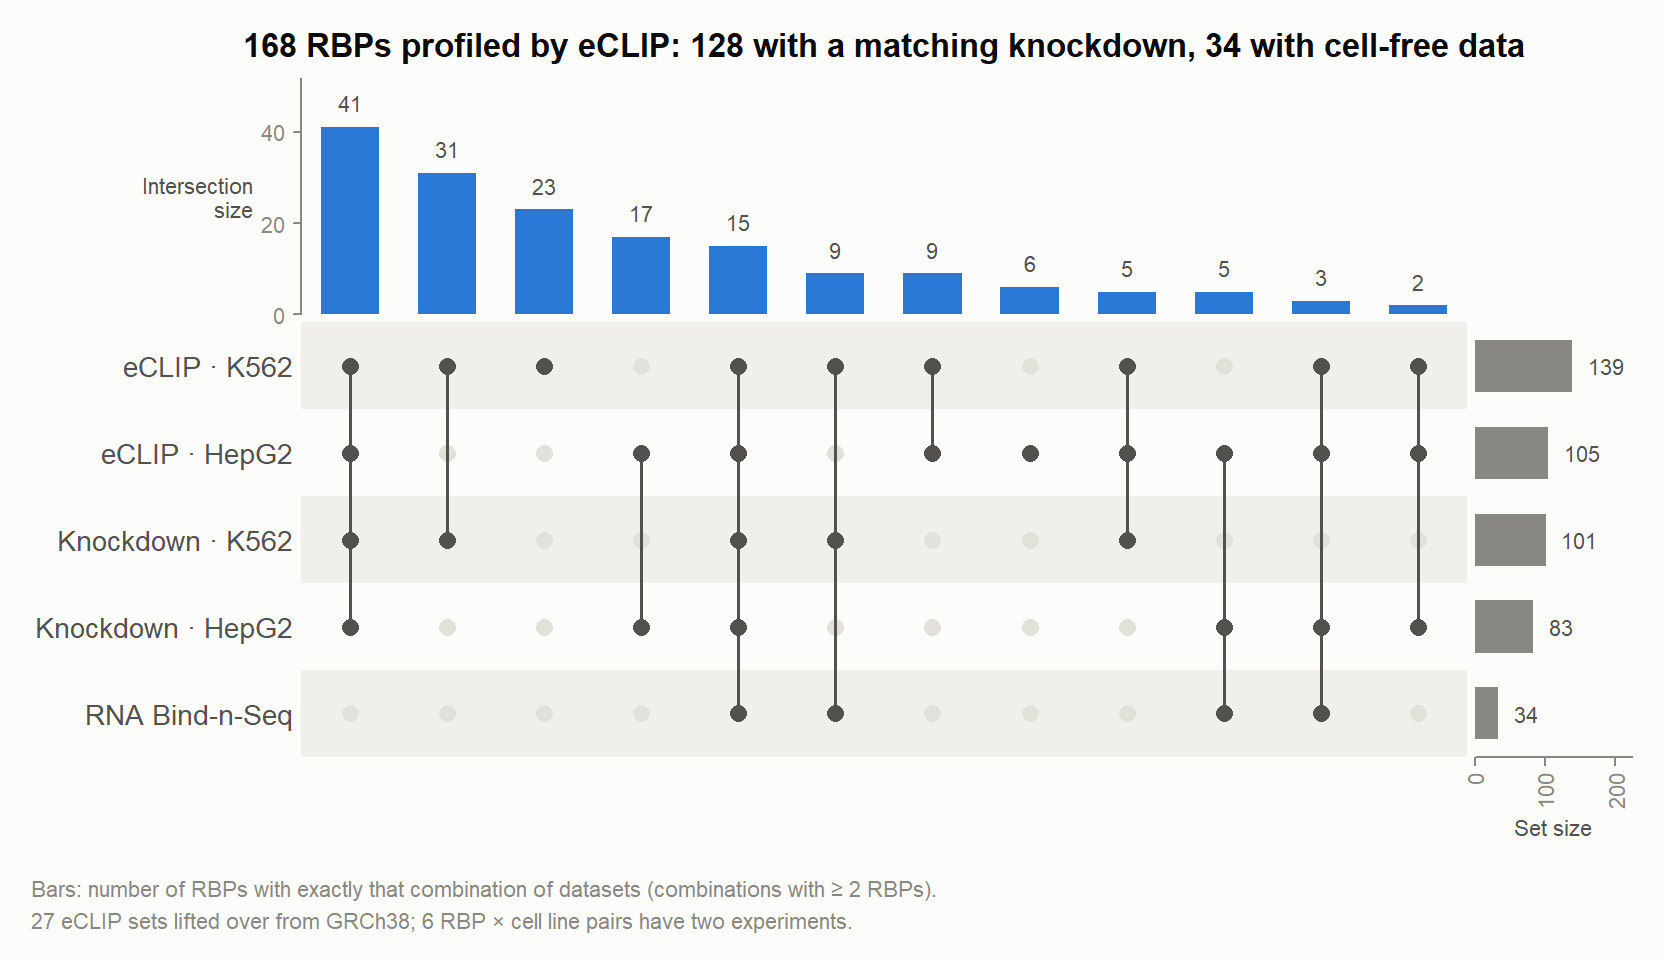 168 RBPs profiled by eCLIP: 128 with a matching knockdown, 34 with cell-free data
41
31
23
17
15
9
9
6
5
5
3
2
40
20
0
Intersection
size
eCLIP · K562
139
eCLIP · HepG2
105
Knockdown · K562
101
Knockdown · HepG2
83
RNA Bind-n-Seq
34
0
100
200
Set size
Bars: number of RBPs with exactly that combination of datasets (combinations with ≥ 2 RBPs).
27 eCLIP sets lifted over from GRCh38; 6 RBP × cell line pairs have two experiments.